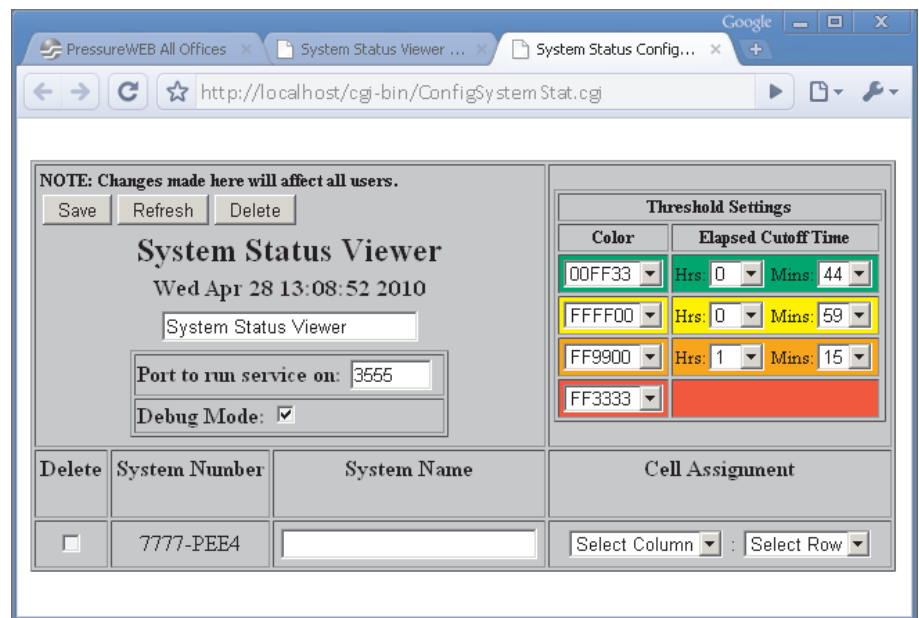 Google
PressureWEB All Offices
System Status Viewer ...
System Status Config...
http://localhost/cgi-bin/ConfigSystemStat.cgi
NOTE: Changes made here will affect all users.
Save Refresh Delete
System Status Viewer
Wed Apr 28 13:08:52 2010
System Status Viewer
Port to run service on: 3555
Debug Mode:
Threshold Settings
Color Elapsed Cutoff Time
00FF33 Hrs: 0 Mins: 44
FFFF00 Hrs: 0 Mins: 59
FF9900 Hrs: 1 Mins: 15
FF3333
Delete System Number System Name Cell Assignment
7777-PEE4 Select Column : Select Row